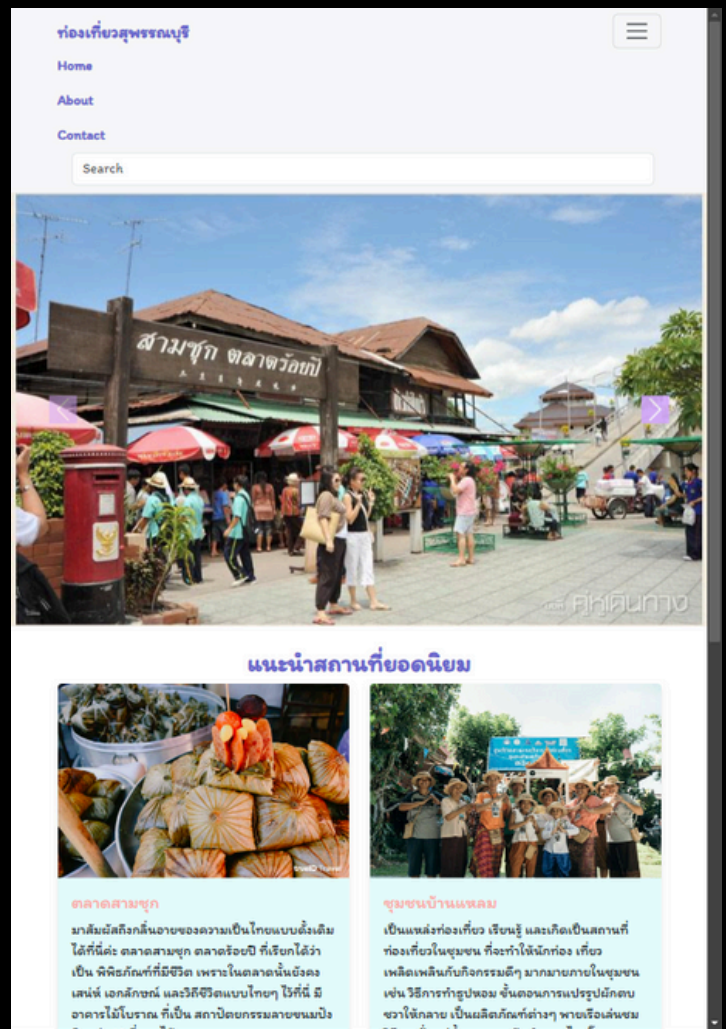 ท่องเที่ยวสุพรรณบุรี
Home
About
Contact
Search
สามชุก ตลาดร้อยปี
แนะนำสถานที่ยอดนิยม
ตลาดสามชุก
มาสัมผัสถึงกลิ่นอายของความเป็นไทยแบบดั้งเดิม
ได้ที่นี่ค่ะ ตลาดสามชุก ตลาดร้อยปี ที่เรียกได้ว่า
เป็น พิพิธภัณฑ์ที่มีชีวิต เพราะในตลาดนั้นยังคง
เสน่ห์ เอกลักษณ์ และวิถีชีวิตแบบไทยๆ ไว้ที่นี่ มี
อาคารไม้โบราณ ที่เป็น สถาปัตยกรรมลายขนมปัง
ชุมชนบ้านแหลม
เป็นแหล่งท่องเที่ยว เรียนรู้ และเกิดเป็นสถานที่
ท่องเที่ยวในชุมชน ที่จะทำให้นักท่อง เที่ยว
เพลิดเพลินกับกิจกรรมดีๆ มากมายภายในชุมชน
เช่น วิธีการทำธูปหอม ขั้นตอนการแปรรูปผักตบ
ชวาให้กลาย เป็นผลิตภัณฑ์ต่างๆ พายเรือเล่นชม